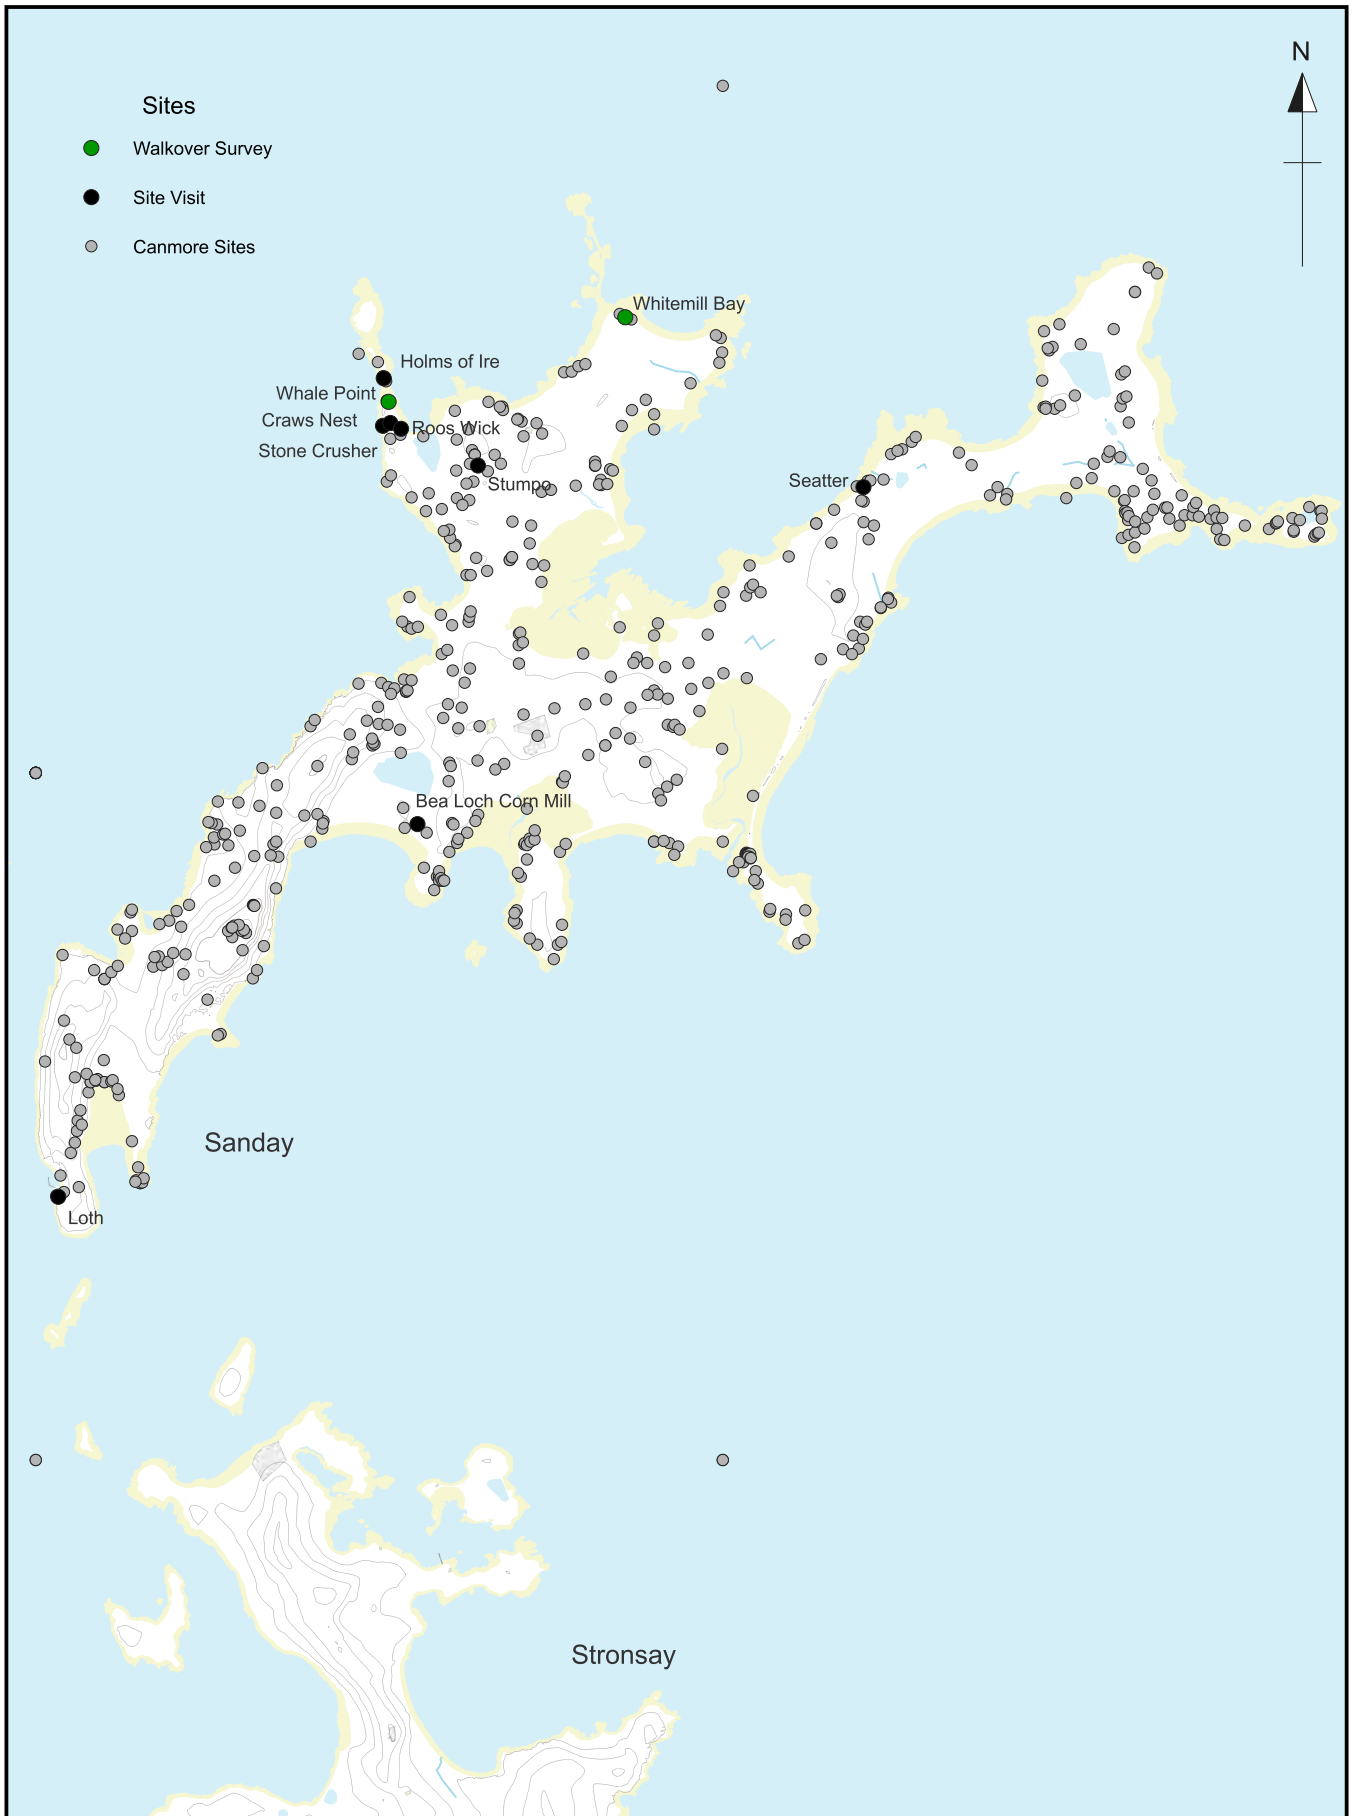 N
Sites
Walkover Survey
Site Visit
Canmore Sites
Whitemill Bay
Holms of Ire
Whale Point
Craws Nest
Roos Wick
Stone Crusher
Stumpo
Seatter
Bea Loch Corn Mill
Sanday
Loth
Stronsay